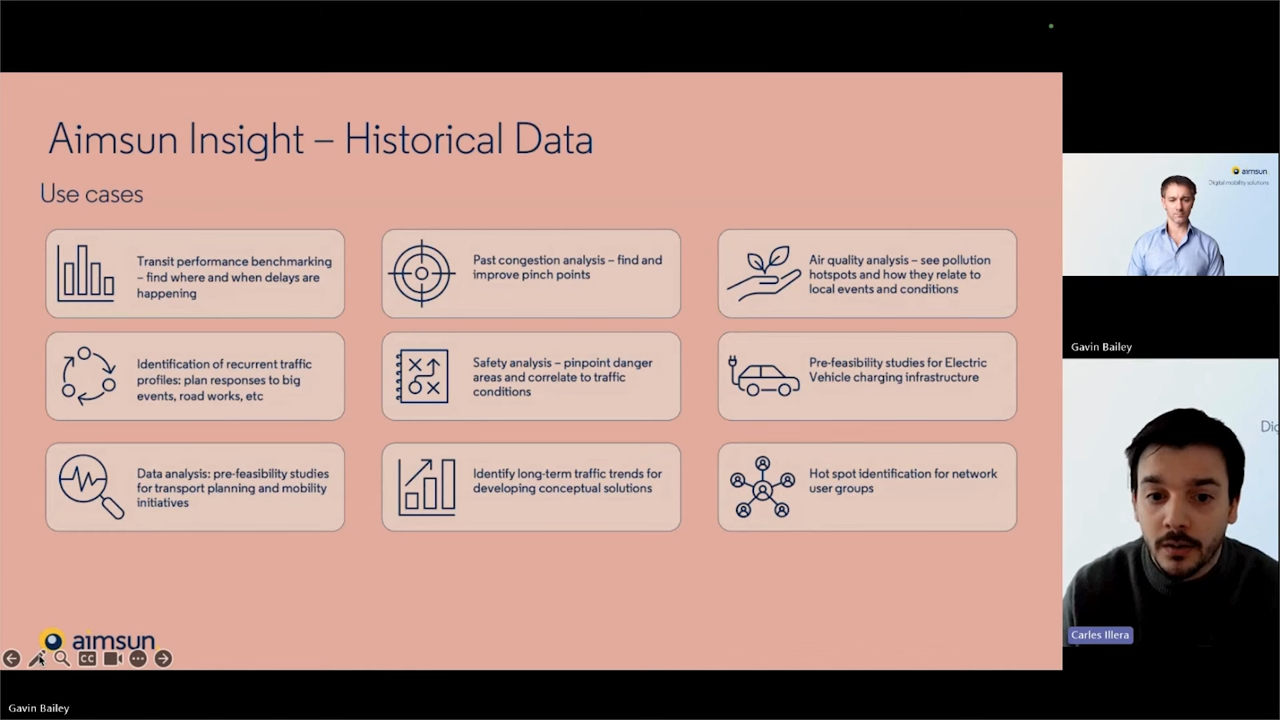 Aimsun Insight – Historical Data
Use cases
Transit performance benchmarking
– find where and when delays are
happening
Past congestion analysis – find and
improve pinch points
Air quality analysis – see pollution
hotspots and how they relate to
local events and conditions
Identification of recurrent traffic
profiles: plan responses to big
events, road works, etc
Safety analysis – pinpoint danger
areas and correlate to traffic
conditions
Pre-feasibility studies for Electric
Vehicle charging infrastructure
Data analysis: pre-feasibility studies
for transport planning and mobility
initiatives
Identify long-term traffic trends for
developing conceptual solutions
Hot spot identification for network
user groups
aimsun
CC
Gavin Bailey
aimsun
Digital mobility solutions
Gavin Bailey
Dig
Carles Illera